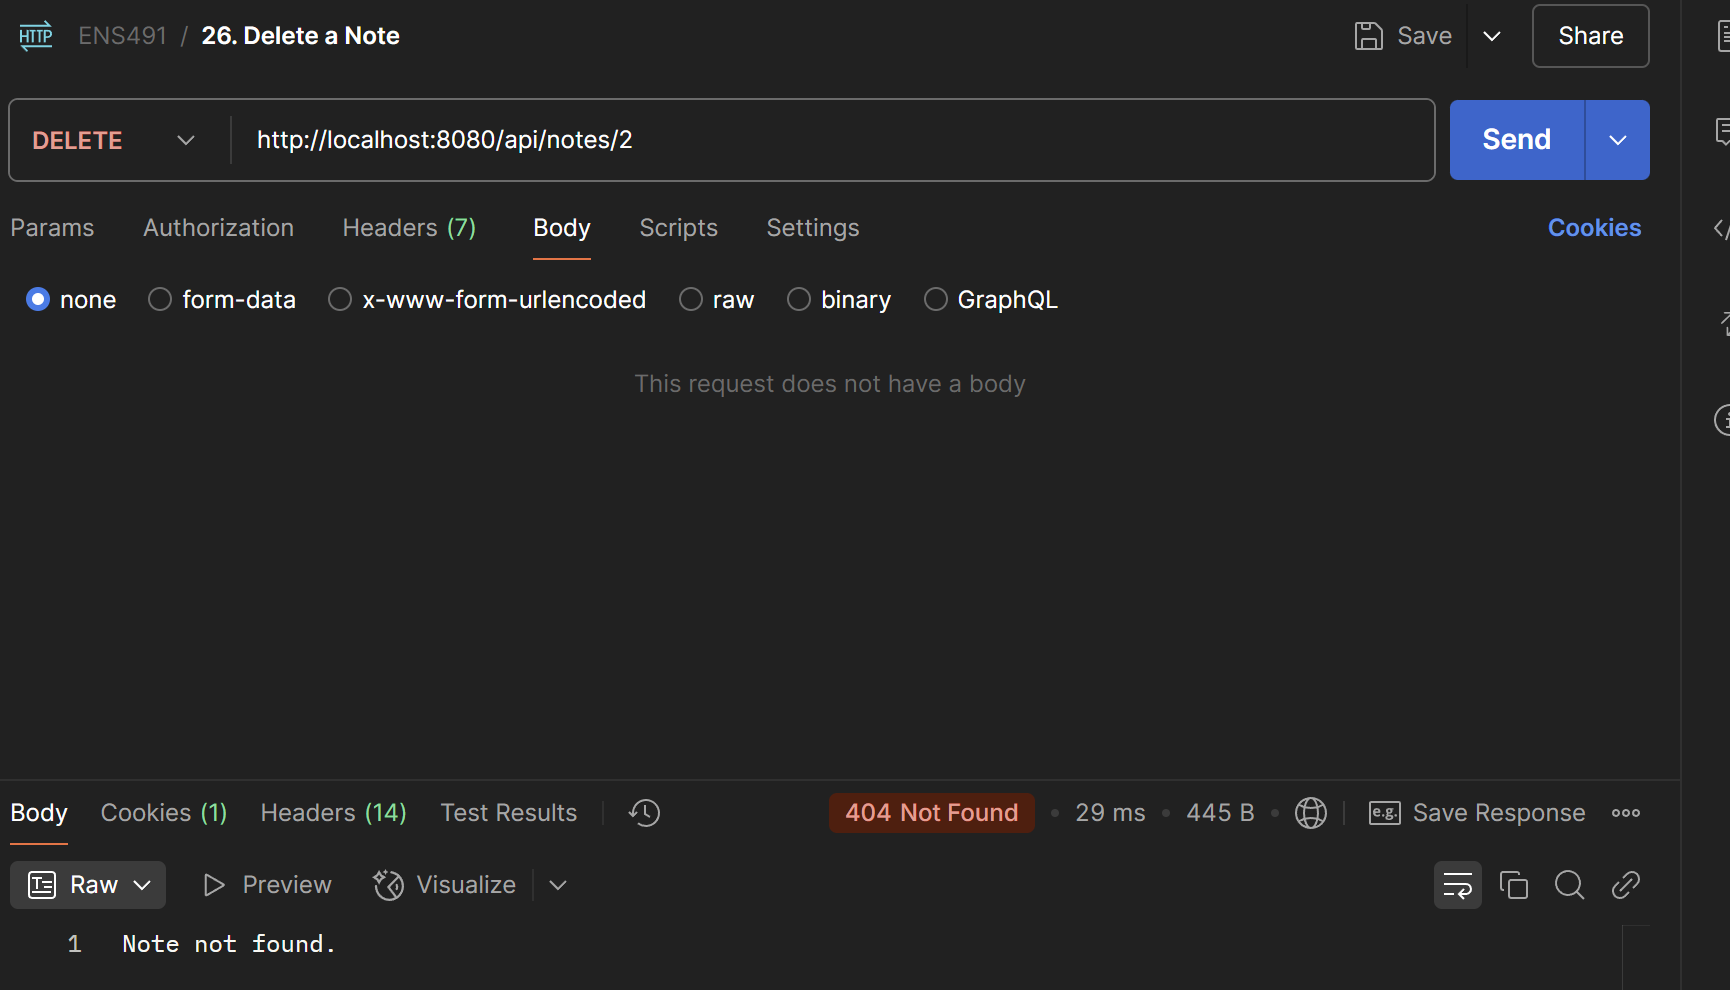 HTTP ENS491 / 26. Delete a Note Save Share
DELETE http://localhost:8080/api/notes/2 Send
Params Authorization Headers (7) Body Scripts Settings Cookies
none form-data x-www-form-urlencoded raw binary GraphQL
This request does not have a body
Body Cookies (1) Headers (14) Test Results 404 Not Found • 29 ms • 445 B • e.g. Save Response
Raw Preview Visualize
1 Note not found.